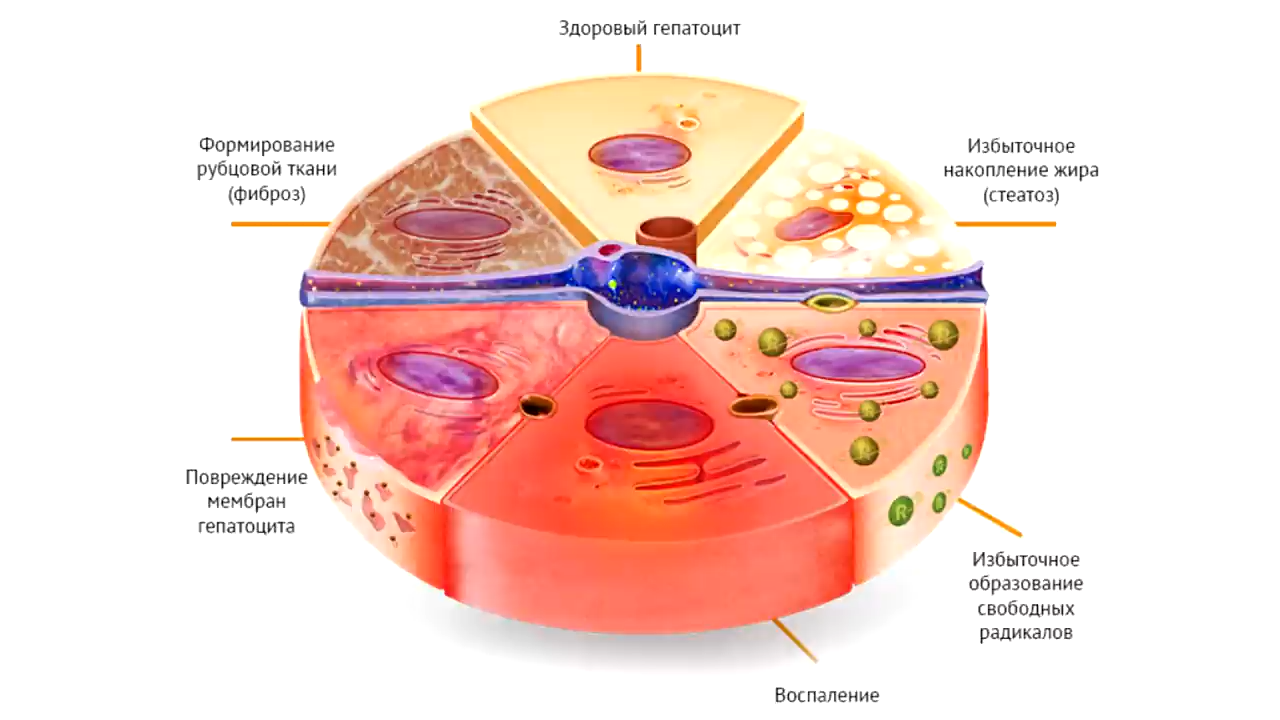 Здоровый гепатоцит
Формирование
рубцовой ткани
(фиброз)
Избыточное
накопление жира
(стеатоз)
Повреждение
мембран
гепатоцита
R
R
R
Избыточное
образование
свободных
радикалов
Воспаление